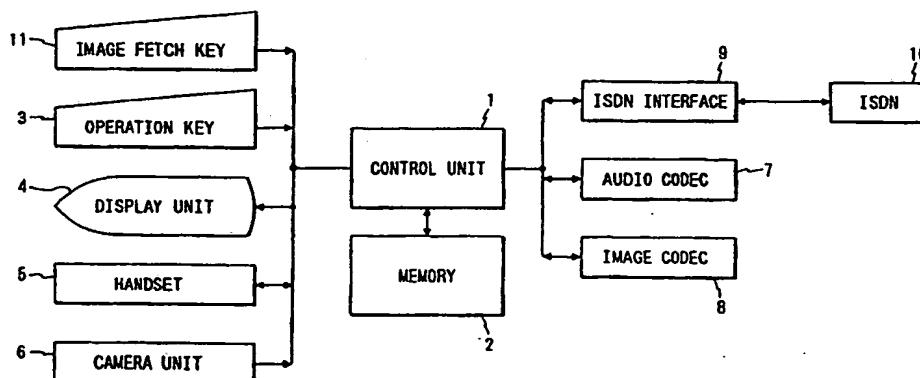 11
IMAGE FETCH KEY
3
OPERATION KEY
4
DISPLAY UNIT
5
HANDSET
6
CAMERA UNIT
1
CONTROL UNIT
MEMORY
2
9
ISDN INTERFACE
ISDN
AUDIO CODEC
7
IMAGE CODEC
8